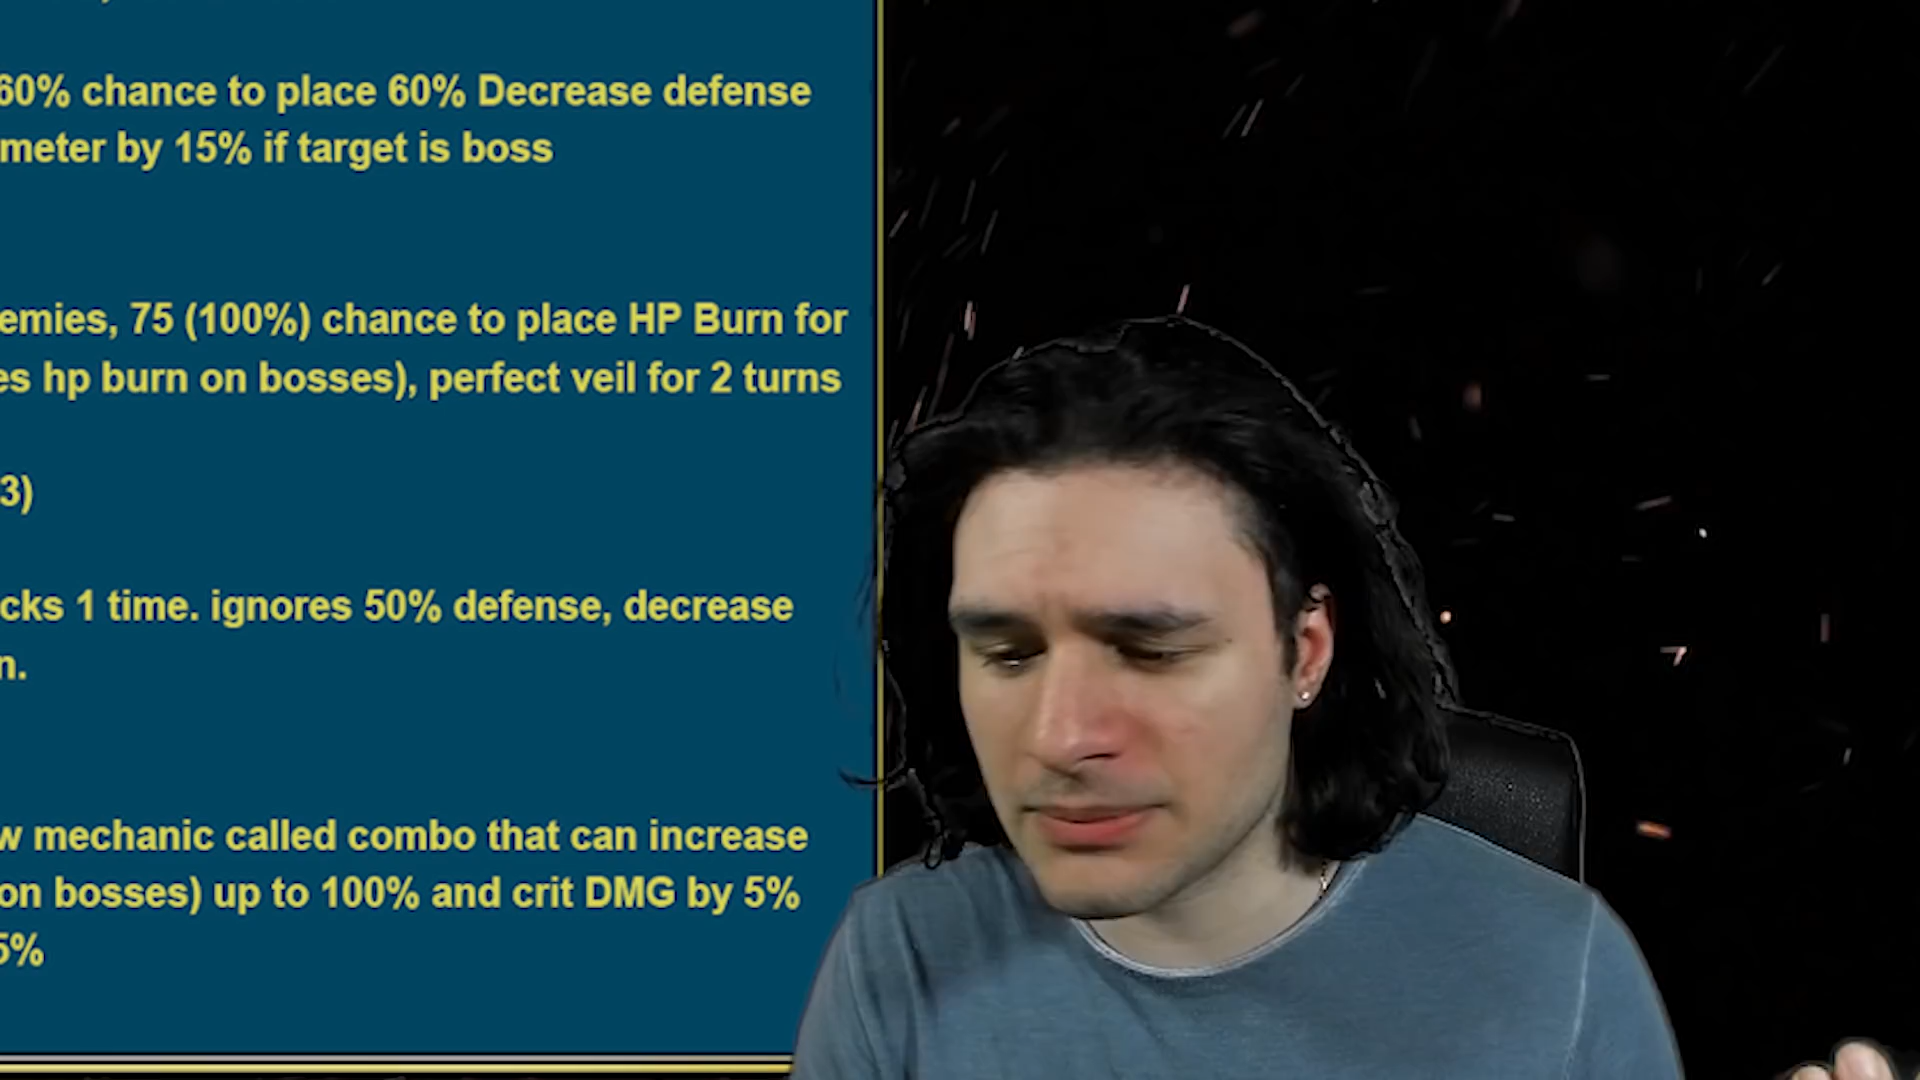 60% chance to place 60% Decrease defense
meter by 15% if target is boss
emies, 75 (100%) chance to place HP Burn for
es hp burn on bosses), perfect veil for 2 turns
3)
cks 1 time. ignores 50% defense, decrease
n.
w mechanic called combo that can increase
on bosses) up to 100% and crit DMG by 5%
5%